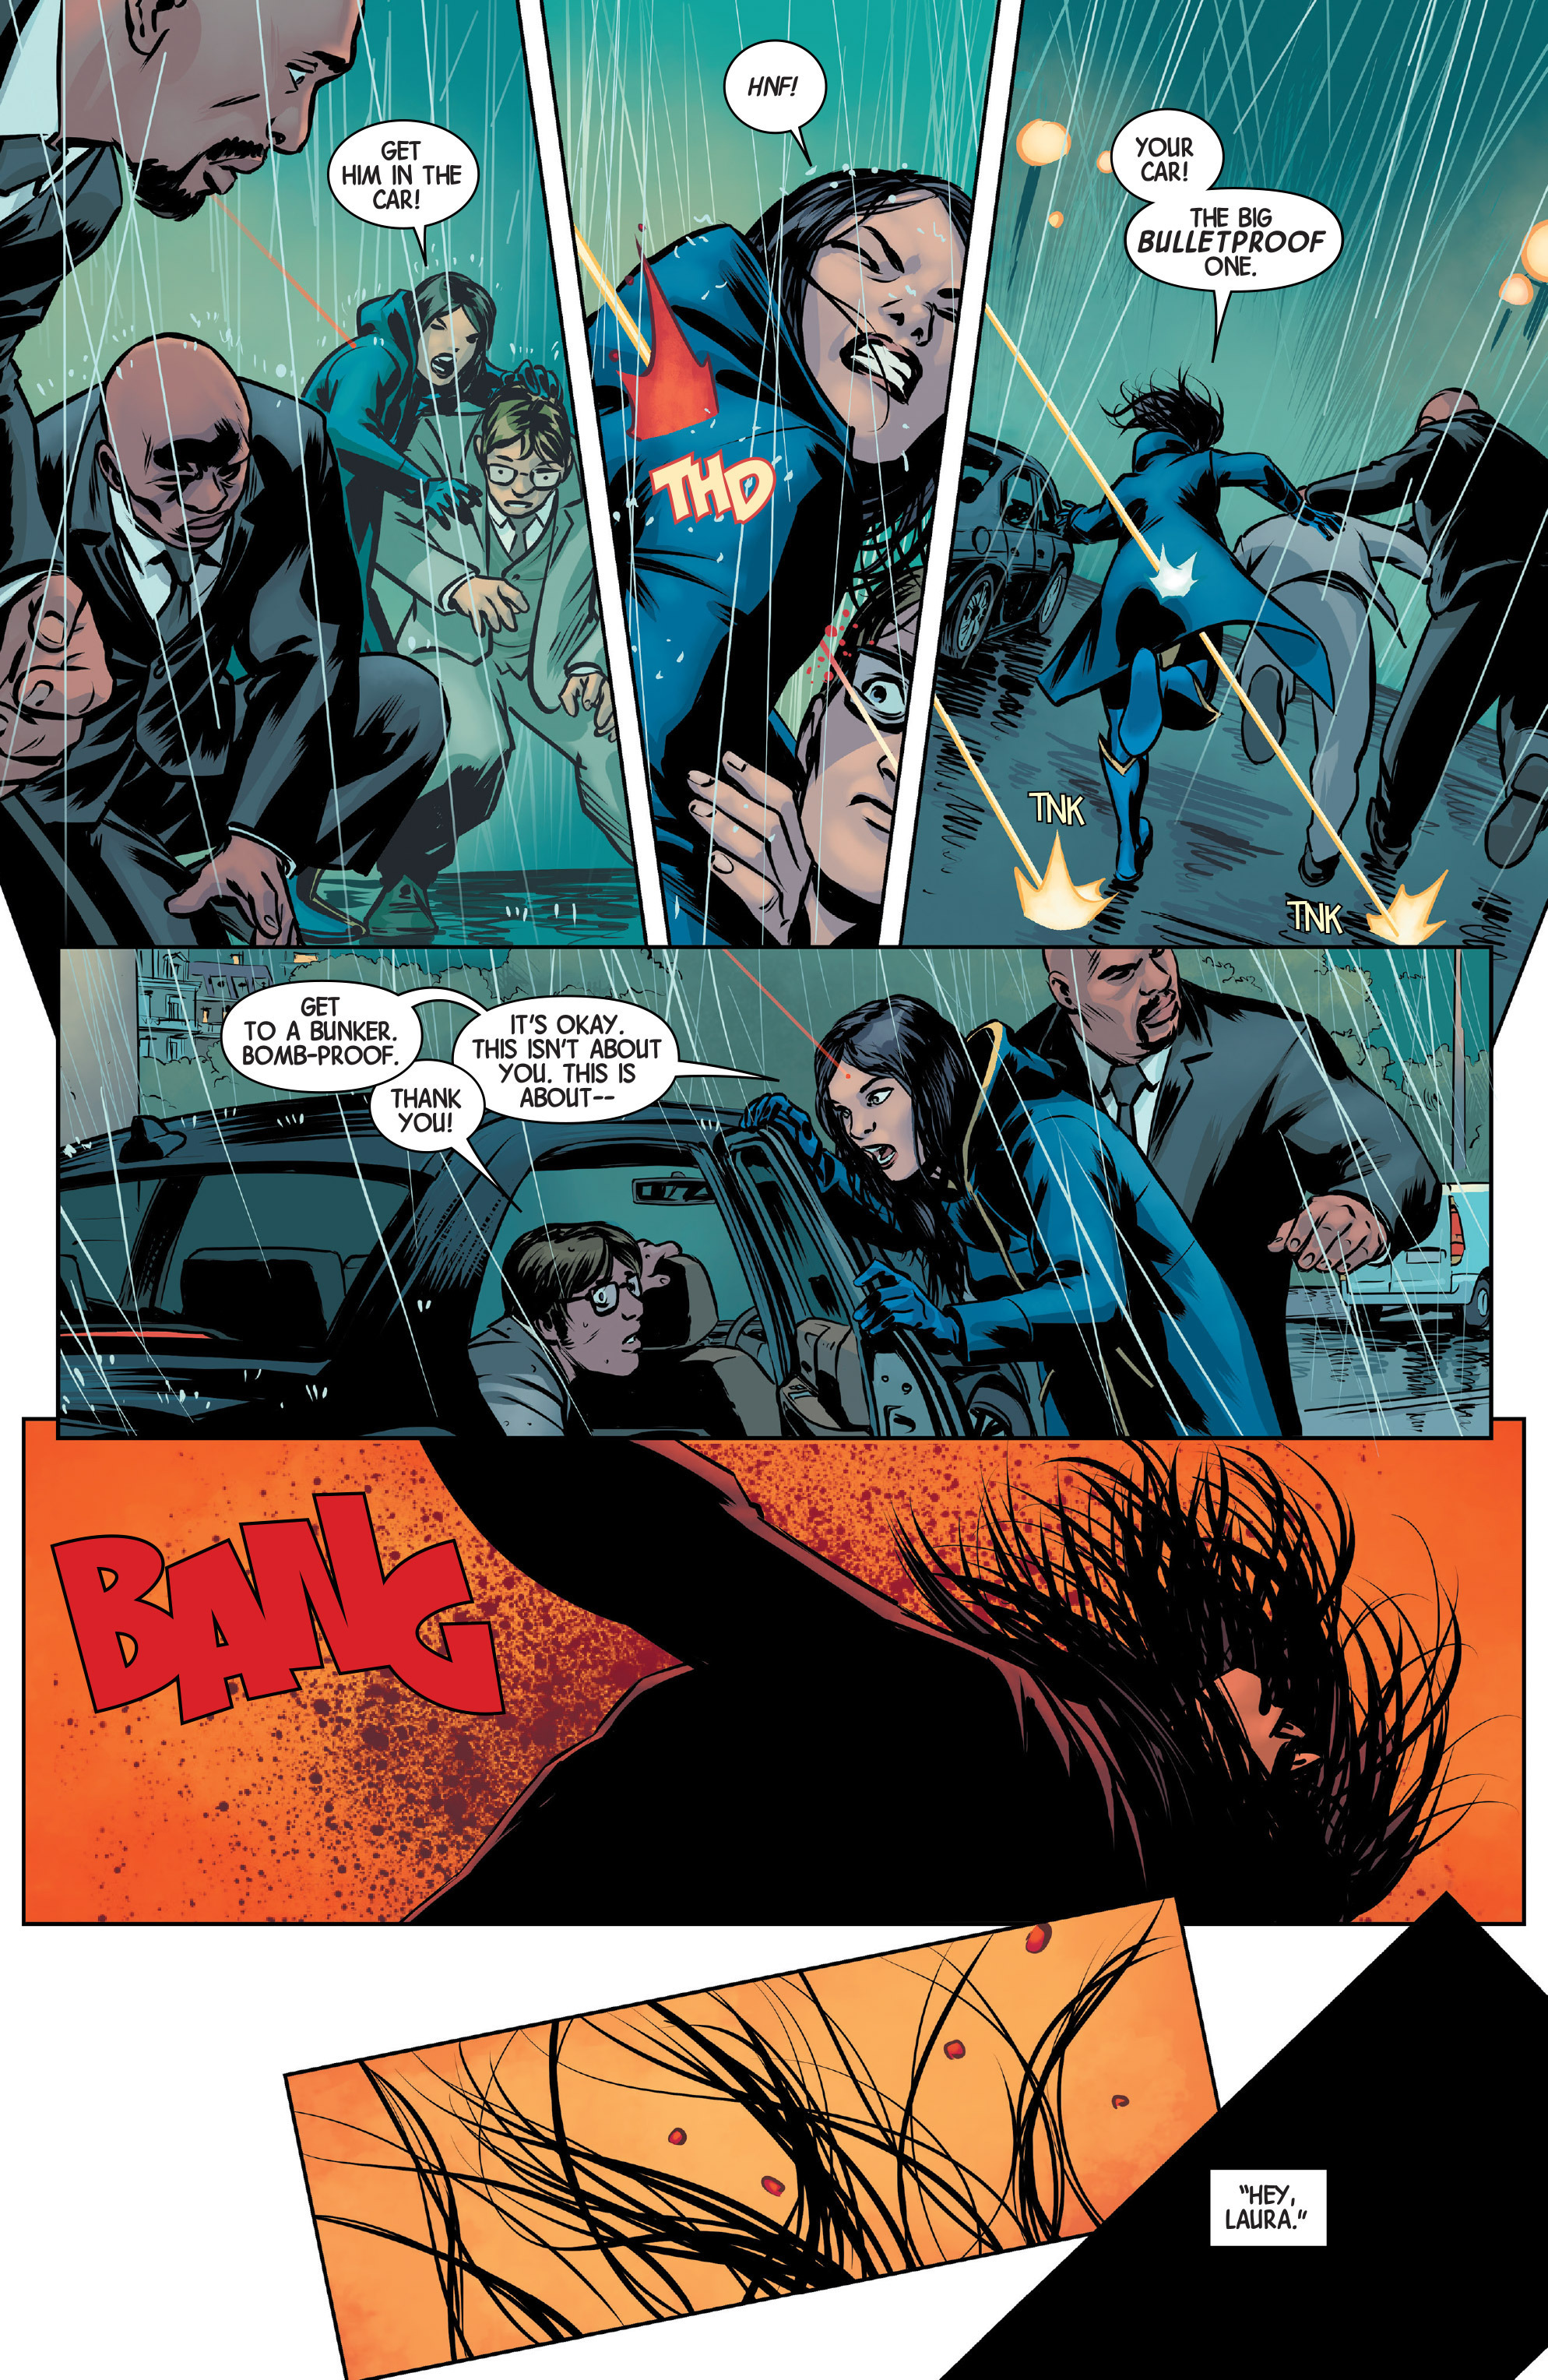 GET
HIM IN THE
CAR!
HNF!
THD
YOUR
CAR!
THE BIG
BULLETPROOF
ONE.
TNK
TNK
GET
TO A BUNKER.
BOMB-PROOF.
IT'S OKAY.
THIS ISN'T ABOUT
YOU. THIS IS
ABOUT--
THANK
YOU!
BANG
"HEY,
LAURA."